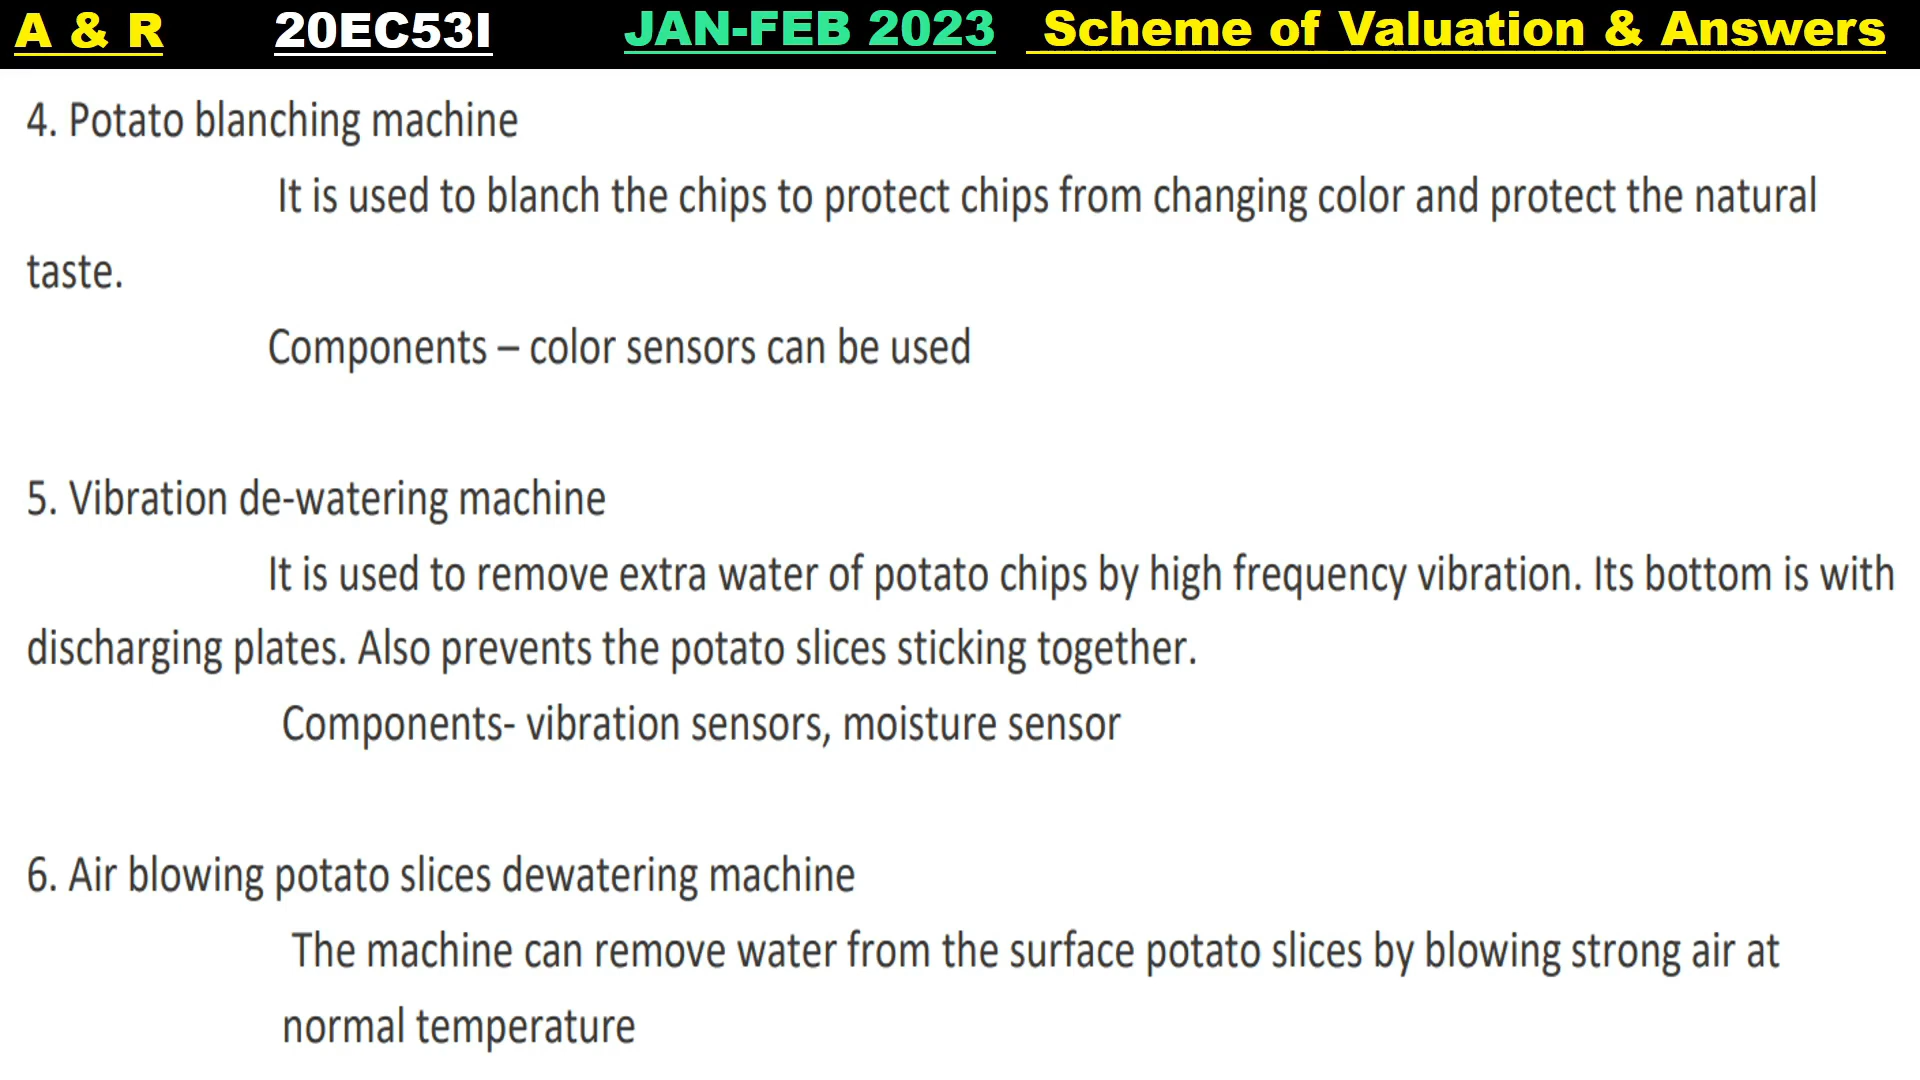 A & R 20EC53I JAN-FEB 2023 Scheme of Valuation & Answers
4. Potato blanching machine
It is used to blanch the chips to protect chips from changing color and protect the natural
taste.
Components – color sensors can be used
5. Vibration de-watering machine
It is used to remove extra water of potato chips by high frequency vibration. Its bottom is with
discharging plates. Also prevents the potato slices sticking together.
Components- vibration sensors, moisture sensor
6. Air blowing potato slices dewatering machine
The machine can remove water from the surface potato slices by blowing strong air at
normal temperature